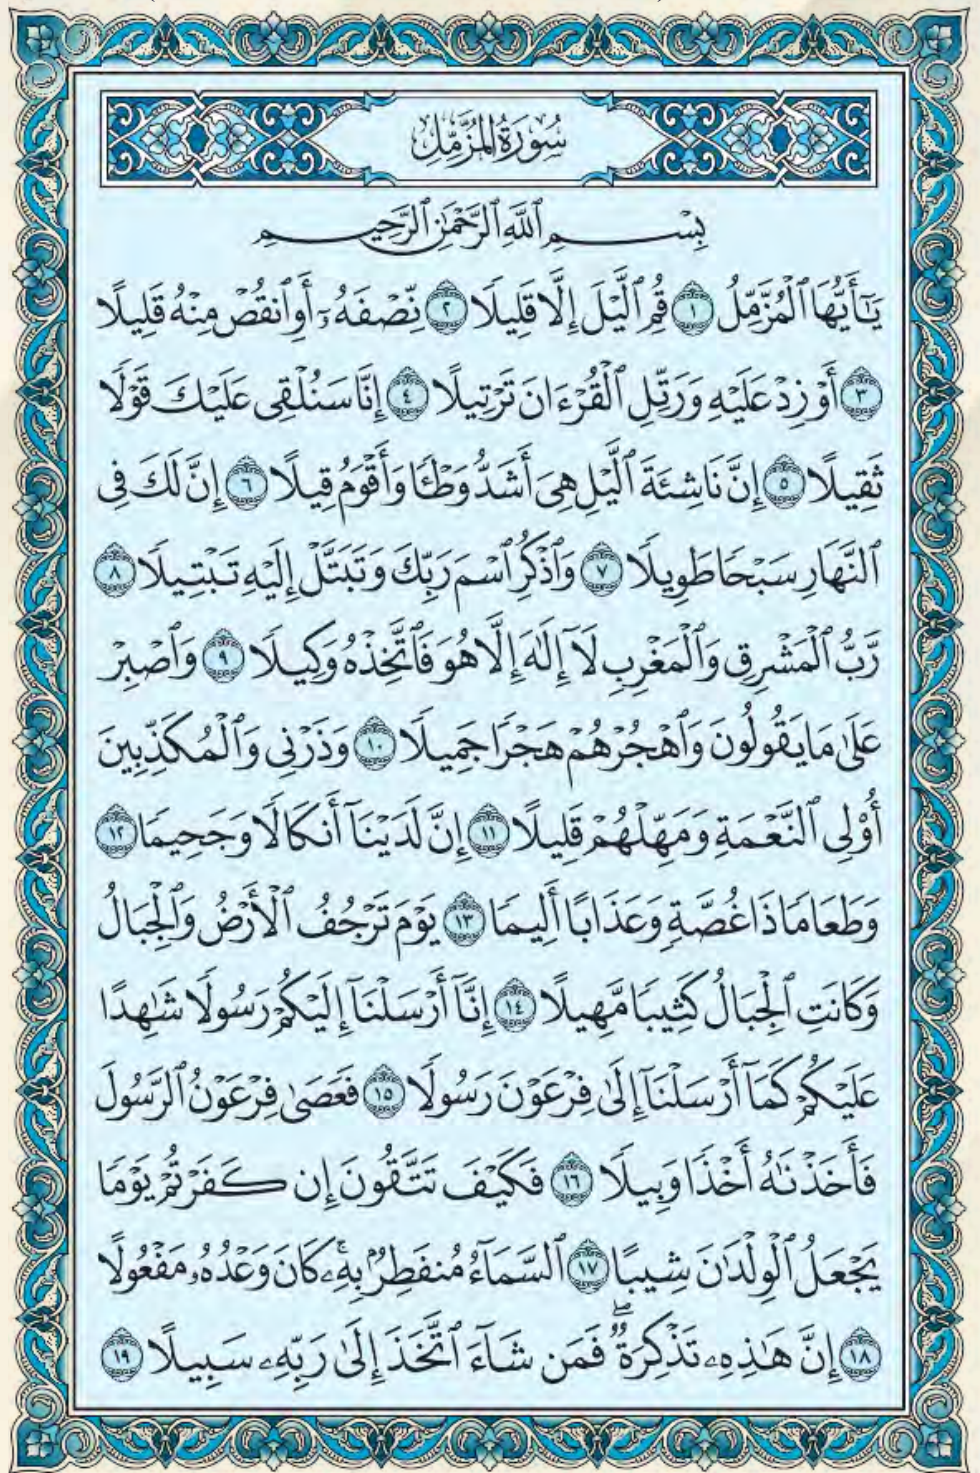 سُورَةُ الْمُزَّمِّلِ
بِسْمِ ٱللَّهِ ٱلرَّحْمَٰنِ ٱلرَّحِيمِ
يَٰٓأَيُّهَا ٱلْمُزَّمِّلُ ١ قُمِ ٱلَّيْلَ إِلَّا قَلِيلًا ٢ نِّصْفَهُۥٓ أَوِ ٱنقُصْ مِنْهُ قَلِيلًا
٣ أَوْ زِدْ عَلَيْهِ وَرَتِّلِ ٱلْقُرْءَانَ تَرْتِيلًا ٤ إِنَّا سَنُلْقِى عَلَيْكَ قَوْلًا
ثَقِيلًا ٥ إِنَّ نَاشِئَةَ ٱلَّيْلِ هِىَ أَشَدُّ وَطْـًٔا وَأَقْوَمُ قِيلًا ٦ إِنَّ لَكَ فِى
ٱلنَّهَارِ سَبْحًا طَوِيلًا ٧ وَٱذْكُرِ ٱسْمَ رَبِّكَ وَتَبَتَّلْ إِلَيْهِ تَبْتِيلًا ٨
رَّبُّ ٱلْمَشْرِقِ وَٱلْمَغْرِبِ لَآ إِلَٰهَ إِلَّا هُوَ فَٱتَّخِذْهُ وَكِيلًا ٩ وَٱصْبِرْ
عَلَىٰ مَا يَقُولُونَ وَٱهْجُرْهُمْ هَجْرًا جَمِيلًا ١٠ وَذَرْنِى وَٱلْمُكَذِّبِينَ
أُو۟لِى ٱلنَّعْمَةِ وَمَهِّلْهُمْ قَلِيلًا ١١ إِنَّ لَدَيْنَآ أَنكَالًا وَجَحِيمًا ١٢
وَطَعَامًا ذَا غُصَّةٍ وَعَذَابًا أَلِيمًا ١٣ يَوْمَ تَرْجُفُ ٱلْأَرْضُ وَٱلْجِبَالُ
وَكَانَتِ ٱلْجِبَالُ كَثِيبًا مَّهِيلًا ١٤ إِنَّآ أَرْسَلْنَآ إِلَيْكُمْ رَسُولًا شَٰهِدًا
عَلَيْكُمْ كَمَآ أَرْسَلْنَآ إِلَىٰ فِرْعَوْنَ رَسُولًا ١٥ فَعَصَىٰ فِرْعَوْنُ ٱلرَّسُولَ
فَأَخَذْنَٰهُ أَخْذًا وَبِيلًا ١٦ فَكَيْفَ تَتَّقُونَ إِن كَفَرْتُمْ يَوْمًا
يَجْعَلُ ٱلْوِلْدَٰنَ شِيبًا ١٧ ٱلسَّمَآءُ مُنفَطِرٌۢ بِهِۦۚ كَانَ وَعْدُهُۥ مَفْعُولًا
١٨ إِنَّ هَٰذِهِۦ تَذْكِرَةٌۖ فَمَن شَآءَ ٱتَّخَذَ إِلَىٰ رَبِّهِۦ سَبِيلًا ١٩